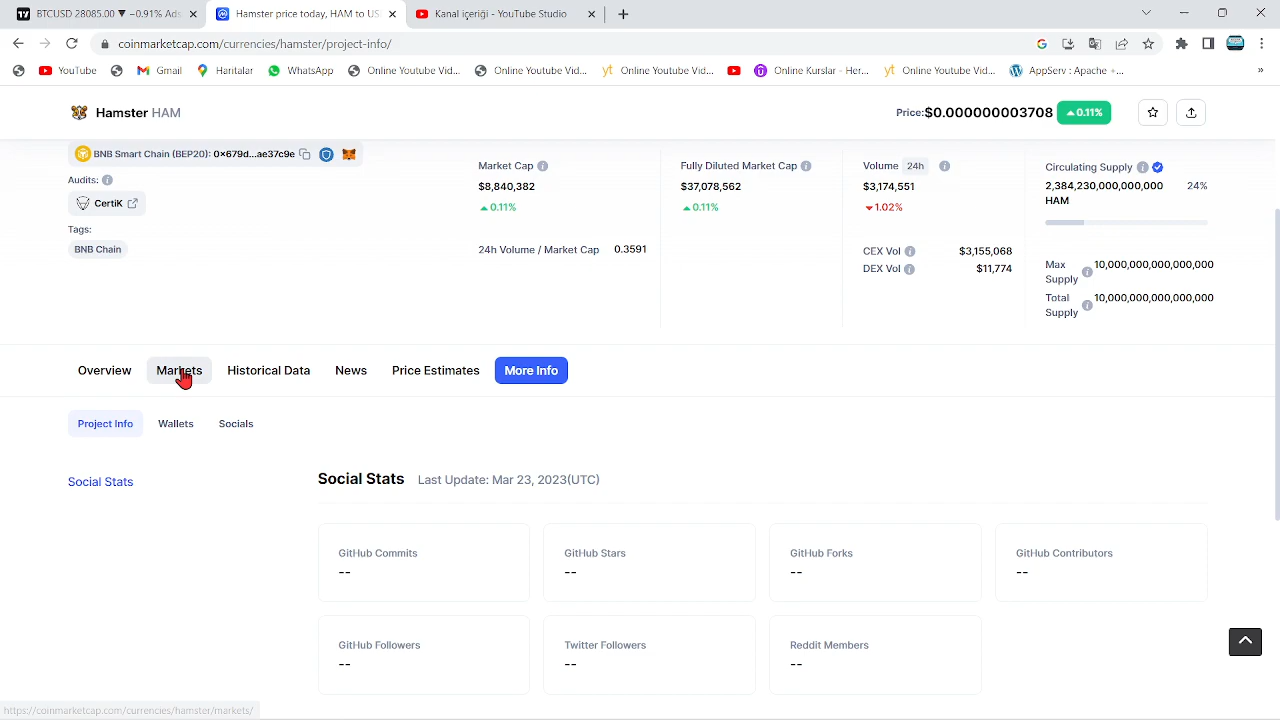 BTCUSD 28085.00 ▼ −0.91% Ads
Hamster price today, HAM to US
Kanal içeriği - YouTube Studio
coinmarketcap.com/currencies/hamster/project-info/
YouTube
Gmail
Haritalar
WhatsApp
Online Youtube Vid...
Online Youtube Vid...
Online Youtube Vid...
Online Kurslar - Her...
Online Youtube Vid...
AppServ : Apache +...
»
Hamster HAM
Price:$0.000000003708
0.11%
BNB Smart Chain (BEP20): 0x679d...ae37c9e
Audits:
CertiK
Tags:
BNB Chain
Market Cap
$8,840,382
0.11%
24h Volume / Market Cap 0.3591
Fully Diluted Market Cap
$37,078,562
0.11%
Volume 24h
$3,174,551
1.02%
CEX Vol $3,155,068
DEX Vol $11,774
Circulating Supply
2,384,230,000,000,000 24%
HAM
Max 10,000,000,000,000,000
Supply
Total 10,000,000,000,000,000
Supply
Overview
Markets
Historical Data
News
Price Estimates
More Info
Project Info
Wallets
Socials
Social Stats
Social Stats Last Update: Mar 23, 2023(UTC)
GitHub Commits
--
GitHub Stars
--
GitHub Forks
--
GitHub Contributors
--
GitHub Followers
--
Twitter Followers
--
Reddit Members
--
https://coinmarketcap.com/currencies/hamster/markets/